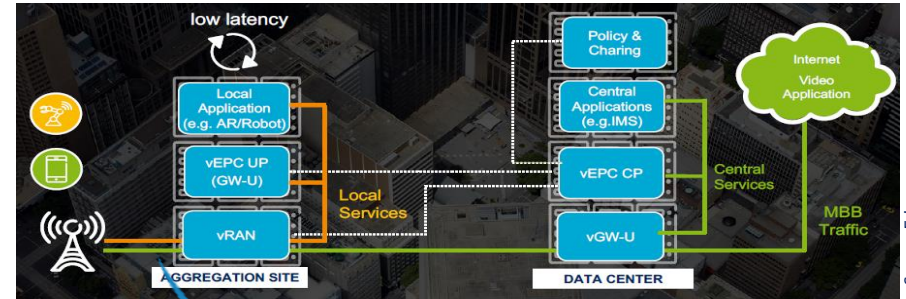 low latency
Local
Application
(e.g. AR/Robot)
vEPC UP
(GW-U)
vRAN
Local
Services
AGGREGATION SITE
Policy &
Charing
Central
Applications
(e.g.IMS)
vEPC CP
vGW-U
Central
Services
DATA CENTER
Internet
Video
Application
MBB
Traffic